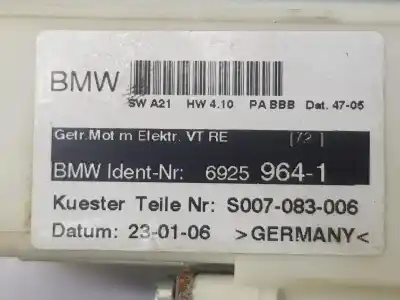 BMW
SW A21 HW 4.10 PA BBB Dat. 47-05
Getr.Mot m Elektr. VT RE [72]
BMW Ident-Nr: 6925 964-1
Kuester Teile Nr: S007-083-006
Datum: 23-01-06 >GERMANY<